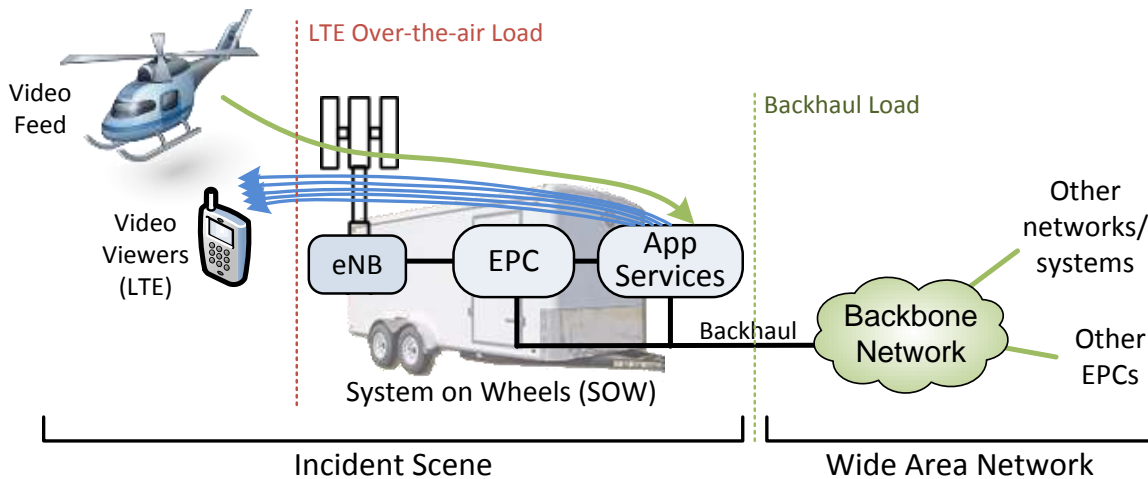 LTE Over-the-air Load
Video
Feed
Backhaul Load
Video
Viewers
(LTE)
eNB
EPC
App
Services
Other
networks/
systems
Backhaul
Backbone
Network
Other
EPCs
System on Wheels (SOW)
Incident Scene
Wide Area Network